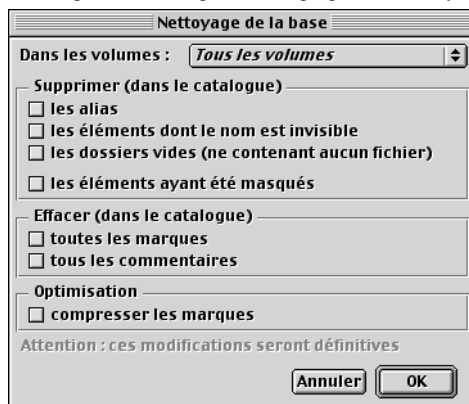 Nettoyage de la base
Dans les volumes : Tous les volumes
Supprimer (dans le catalogue)
les alias
les éléments dont le nom est invisible
les dossiers vides (ne contenant aucun fichier)
les éléments ayant été masqués
Effacer (dans le catalogue)
toutes les marques
tous les commentaires
Optimisation
compresser les marques
Attention : ces modifications seront définitives
Annuler OK